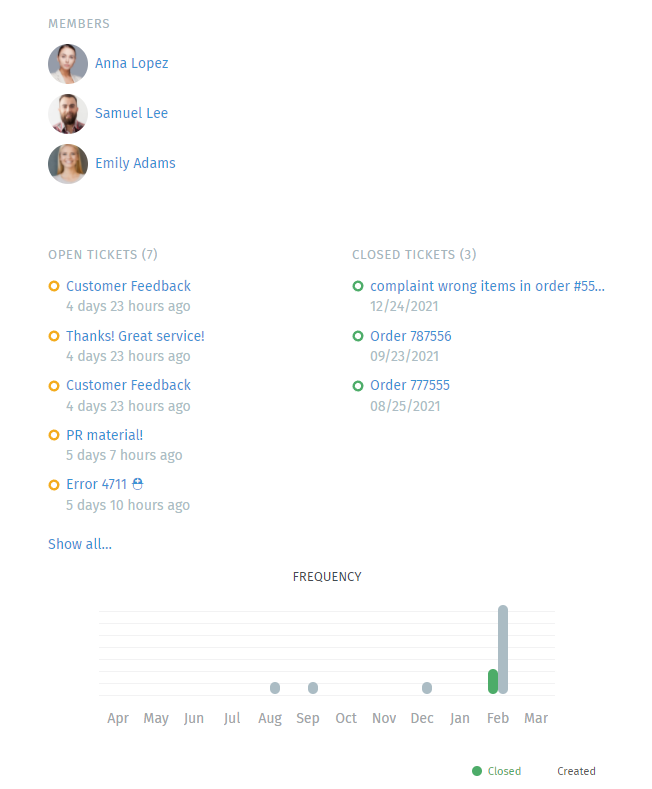 MEMBERS
Anna Lopez
Samuel Lee
Emily Adams
OPEN TICKETS (7)
Customer Feedback
4 days 23 hours ago
Thanks! Great service!
4 days 23 hours ago
Customer Feedback
4 days 23 hours ago
PR material!
5 days 7 hours ago
Error 4711 ⛑
5 days 10 hours ago
Show all...
CLOSED TICKETS (3)
complaint wrong items in order #55...
12/24/2021
Order 787556
09/23/2021
Order 777555
08/25/2021
FREQUENCY
Apr May Jun Jul Aug Sep Oct Nov Dec Jan Feb Mar
Closed Created